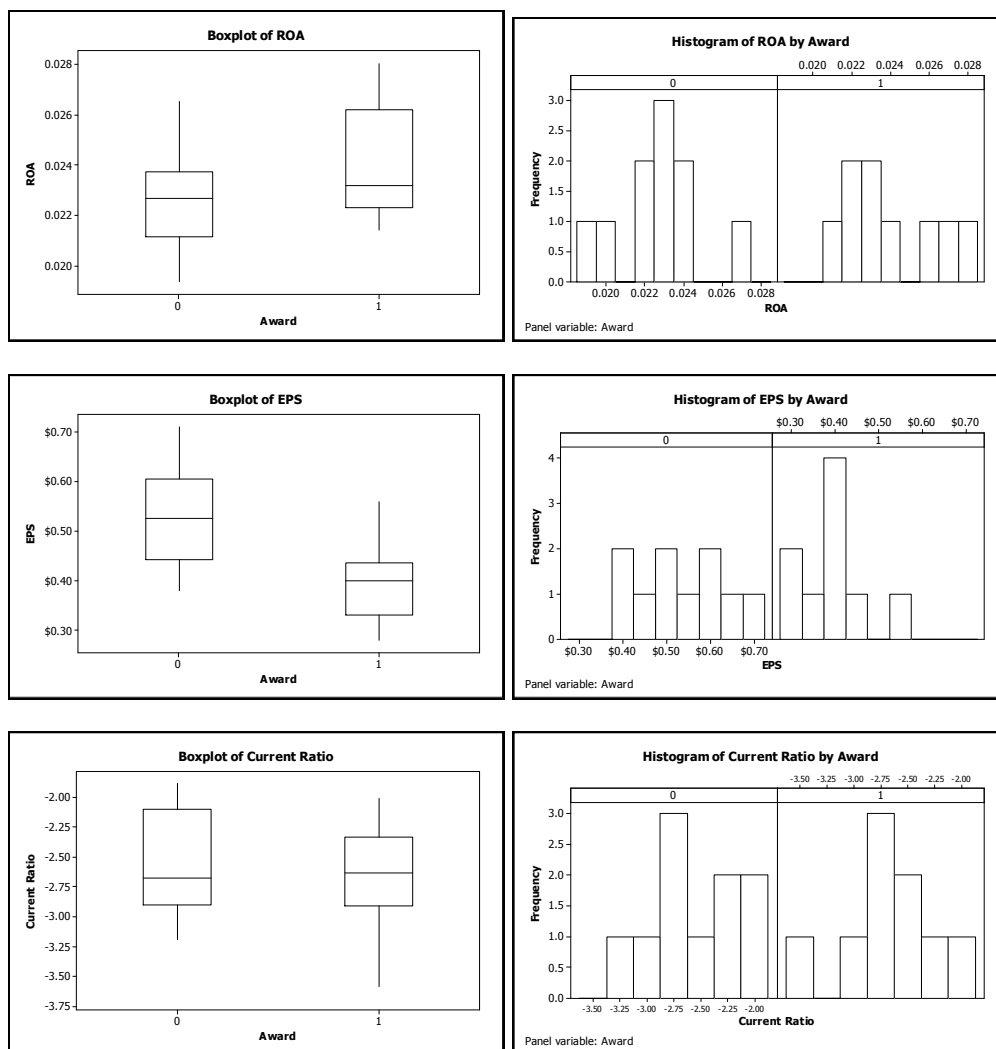 Boxplot of ROA
0.028
0.026
0.024
0.022
0.020
ROA
0 1
Award
Histogram of ROA by Award
0.020 0.022 0.024 0.026 0.028
0 1
3.0
2.5
2.0
1.5
1.0
0.5
0.0
Frequency
0.020 0.022 0.024 0.026 0.028
ROA
Panel variable: Award
Boxplot of EPS
$0.70
$0.60
$0.50
$0.40
$0.30
EPS
0 1
Award
Histogram of EPS by Award
$0.30 $0.40 $0.50 $0.60 $0.70
0 1
4
3
2
1
0
Frequency
$0.30 $0.40 $0.50 $0.60 $0.70
EPS
Panel variable: Award
Boxplot of Current Ratio
-2.00
-2.25
-2.50
-2.75
-3.00
-3.25
-3.50
-3.75
Current Ratio
0 1
Award
Histogram of Current Ratio by Award
-3.50 -3.25 -3.00 -2.75 -2.50 -2.25 -2.00
0 1
3.0
2.5
2.0
1.5
1.0
0.5
0.0
Frequency
-3.50 -3.25 -3.00 -2.75 -2.50 -2.25 -2.00
Current Ratio
Panel variable: Award